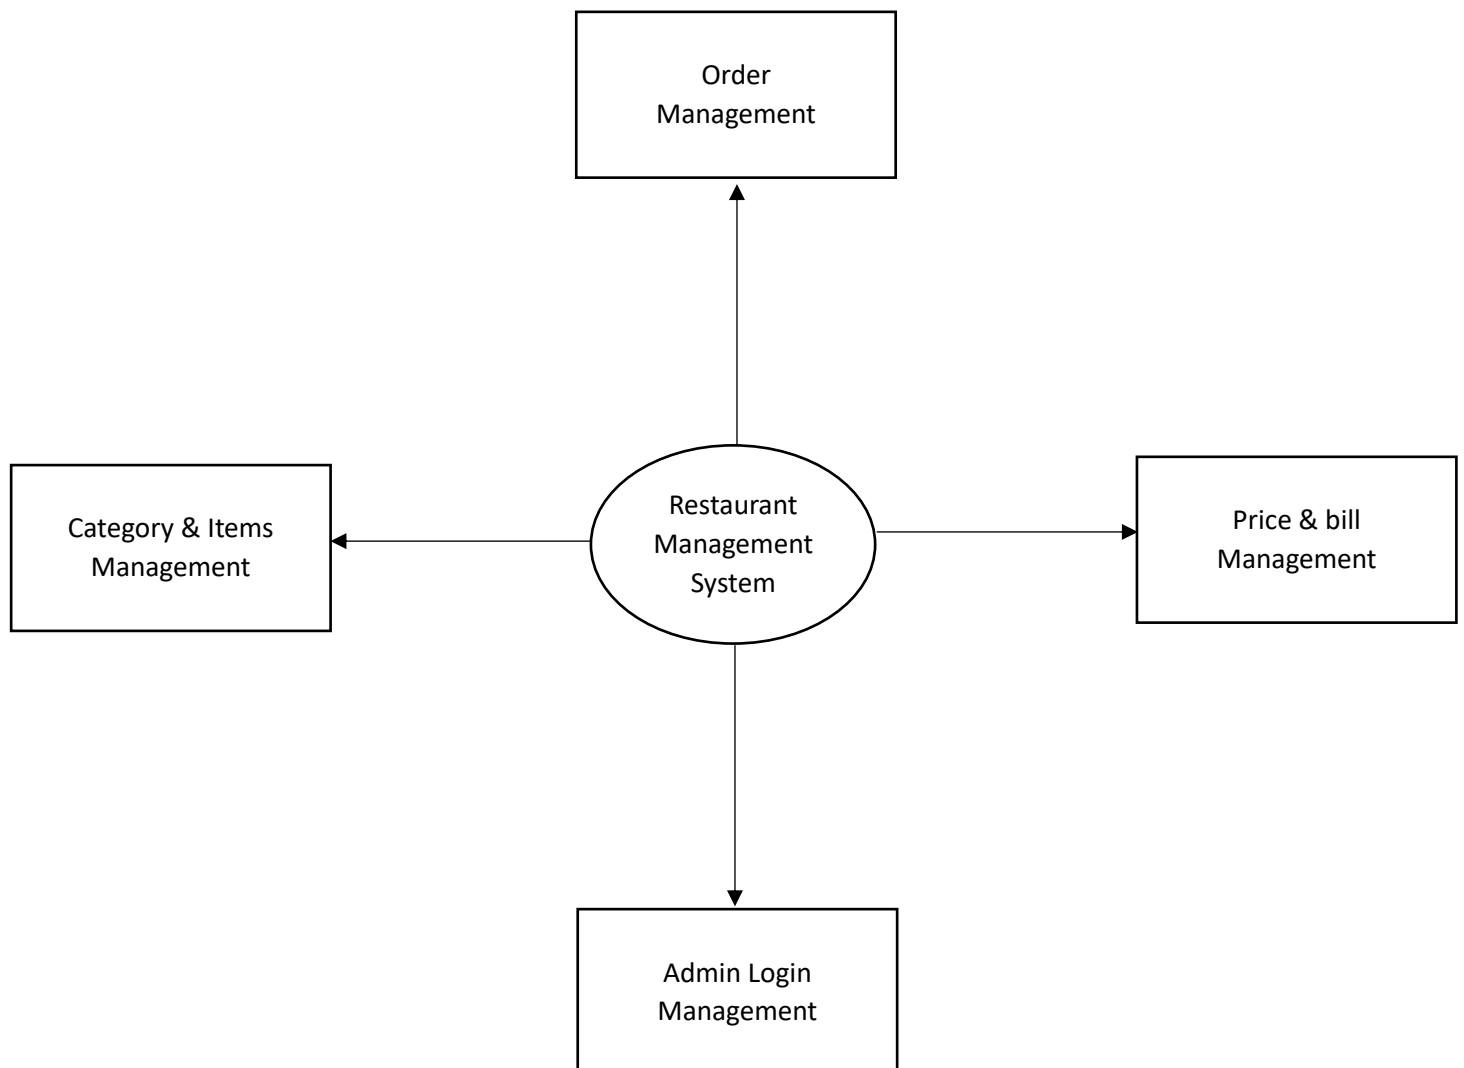 Order
Management
Category & Items
Management
Restaurant
Management
System
Price & bill
Management
Admin Login
Management